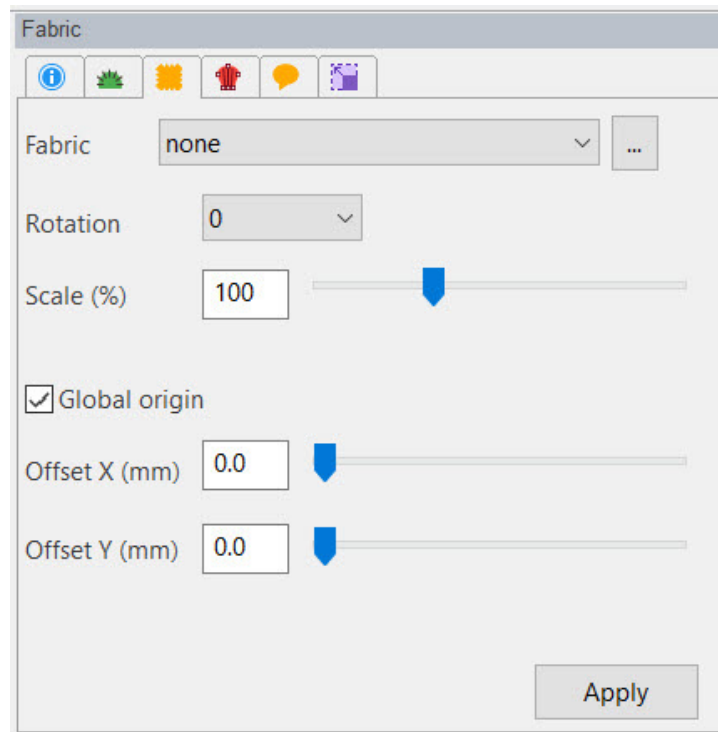 Fabric
Fabric none ...
Rotation 0
Scale (%) 100
Global origin
Offset X (mm) 0.0
Offset Y (mm) 0.0
Apply